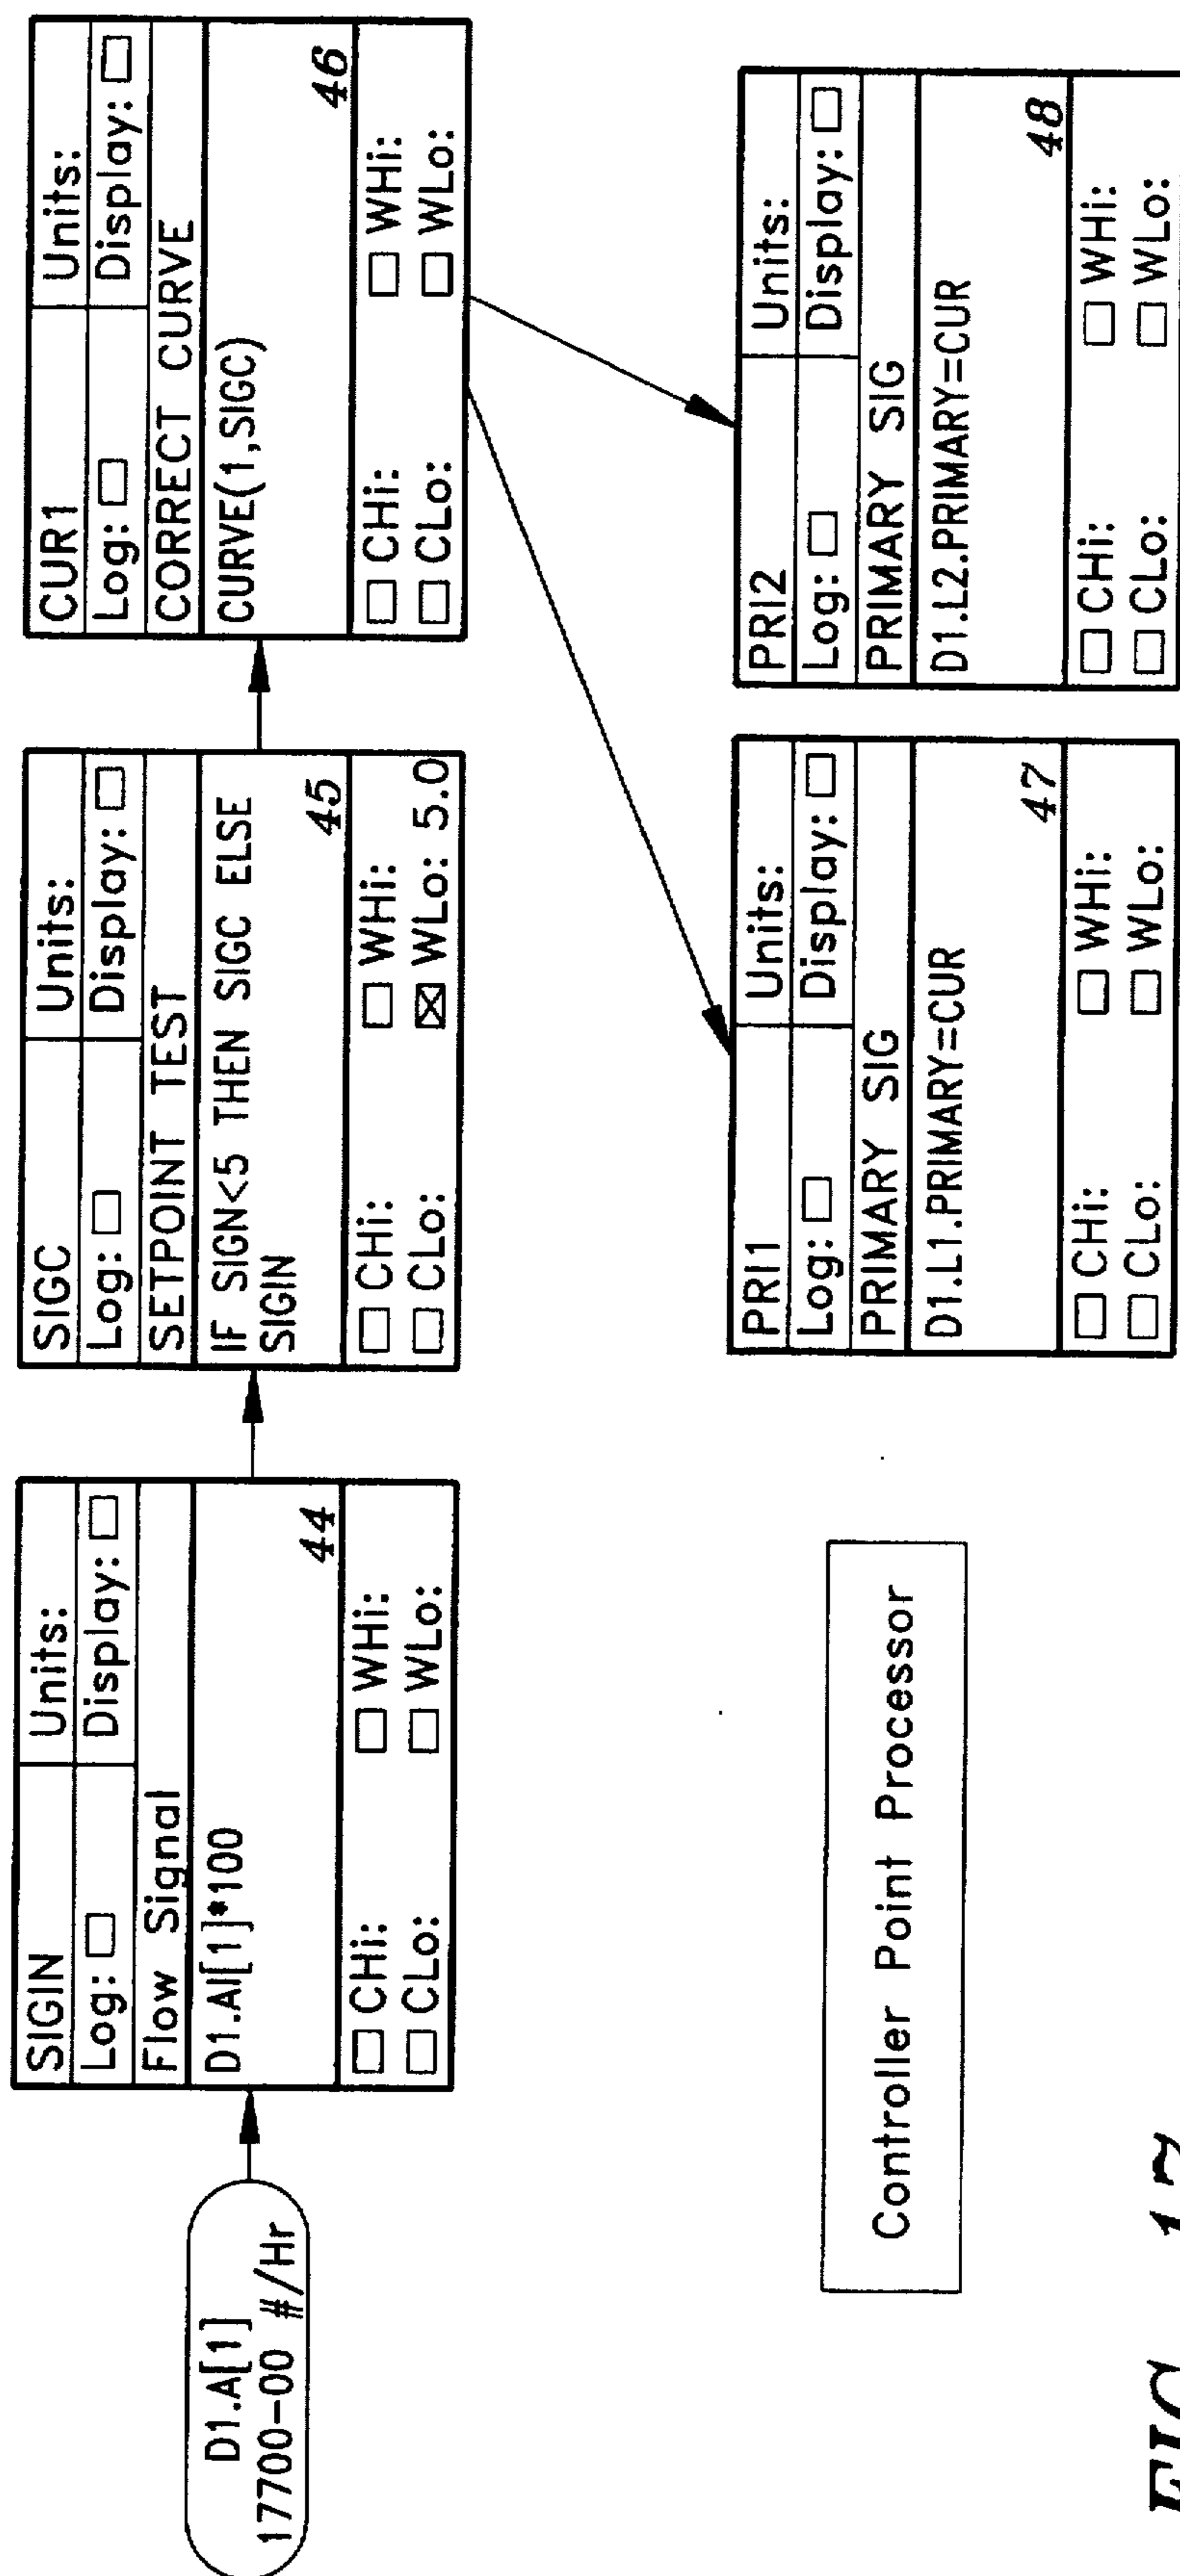 D1.A[1]
17700-00 #/Hr
SIGIN Units:
Log: Display:
Flow Signal
D1.AI[1]*100
44
CHi: WHi:
CLo: WLo:
SIGC Units:
Log: Display:
SETPOINT TEST
IF SIGN<5 THEN SIGC ELSE
SIGIN
45
CHi: WHi:
CLo: WLo: 5.0
CUR1 Units:
Log: Display:
CORRECT CURVE
CURVE(1,SIGC)
46
CHi: WHi:
CLo: WLo:
PRI1 Units:
Log: Display:
PRIMARY SIG
D1.L1.PRIMARY=CUR
47
CHi: WHi:
CLo: WLo:
PRI2 Units:
Log: Display:
PRIMARY SIG
D1.L2.PRIMARY=CUR
48
CHi: WHi:
CLo: WLo:
Controller Point Processor
FIG. 17